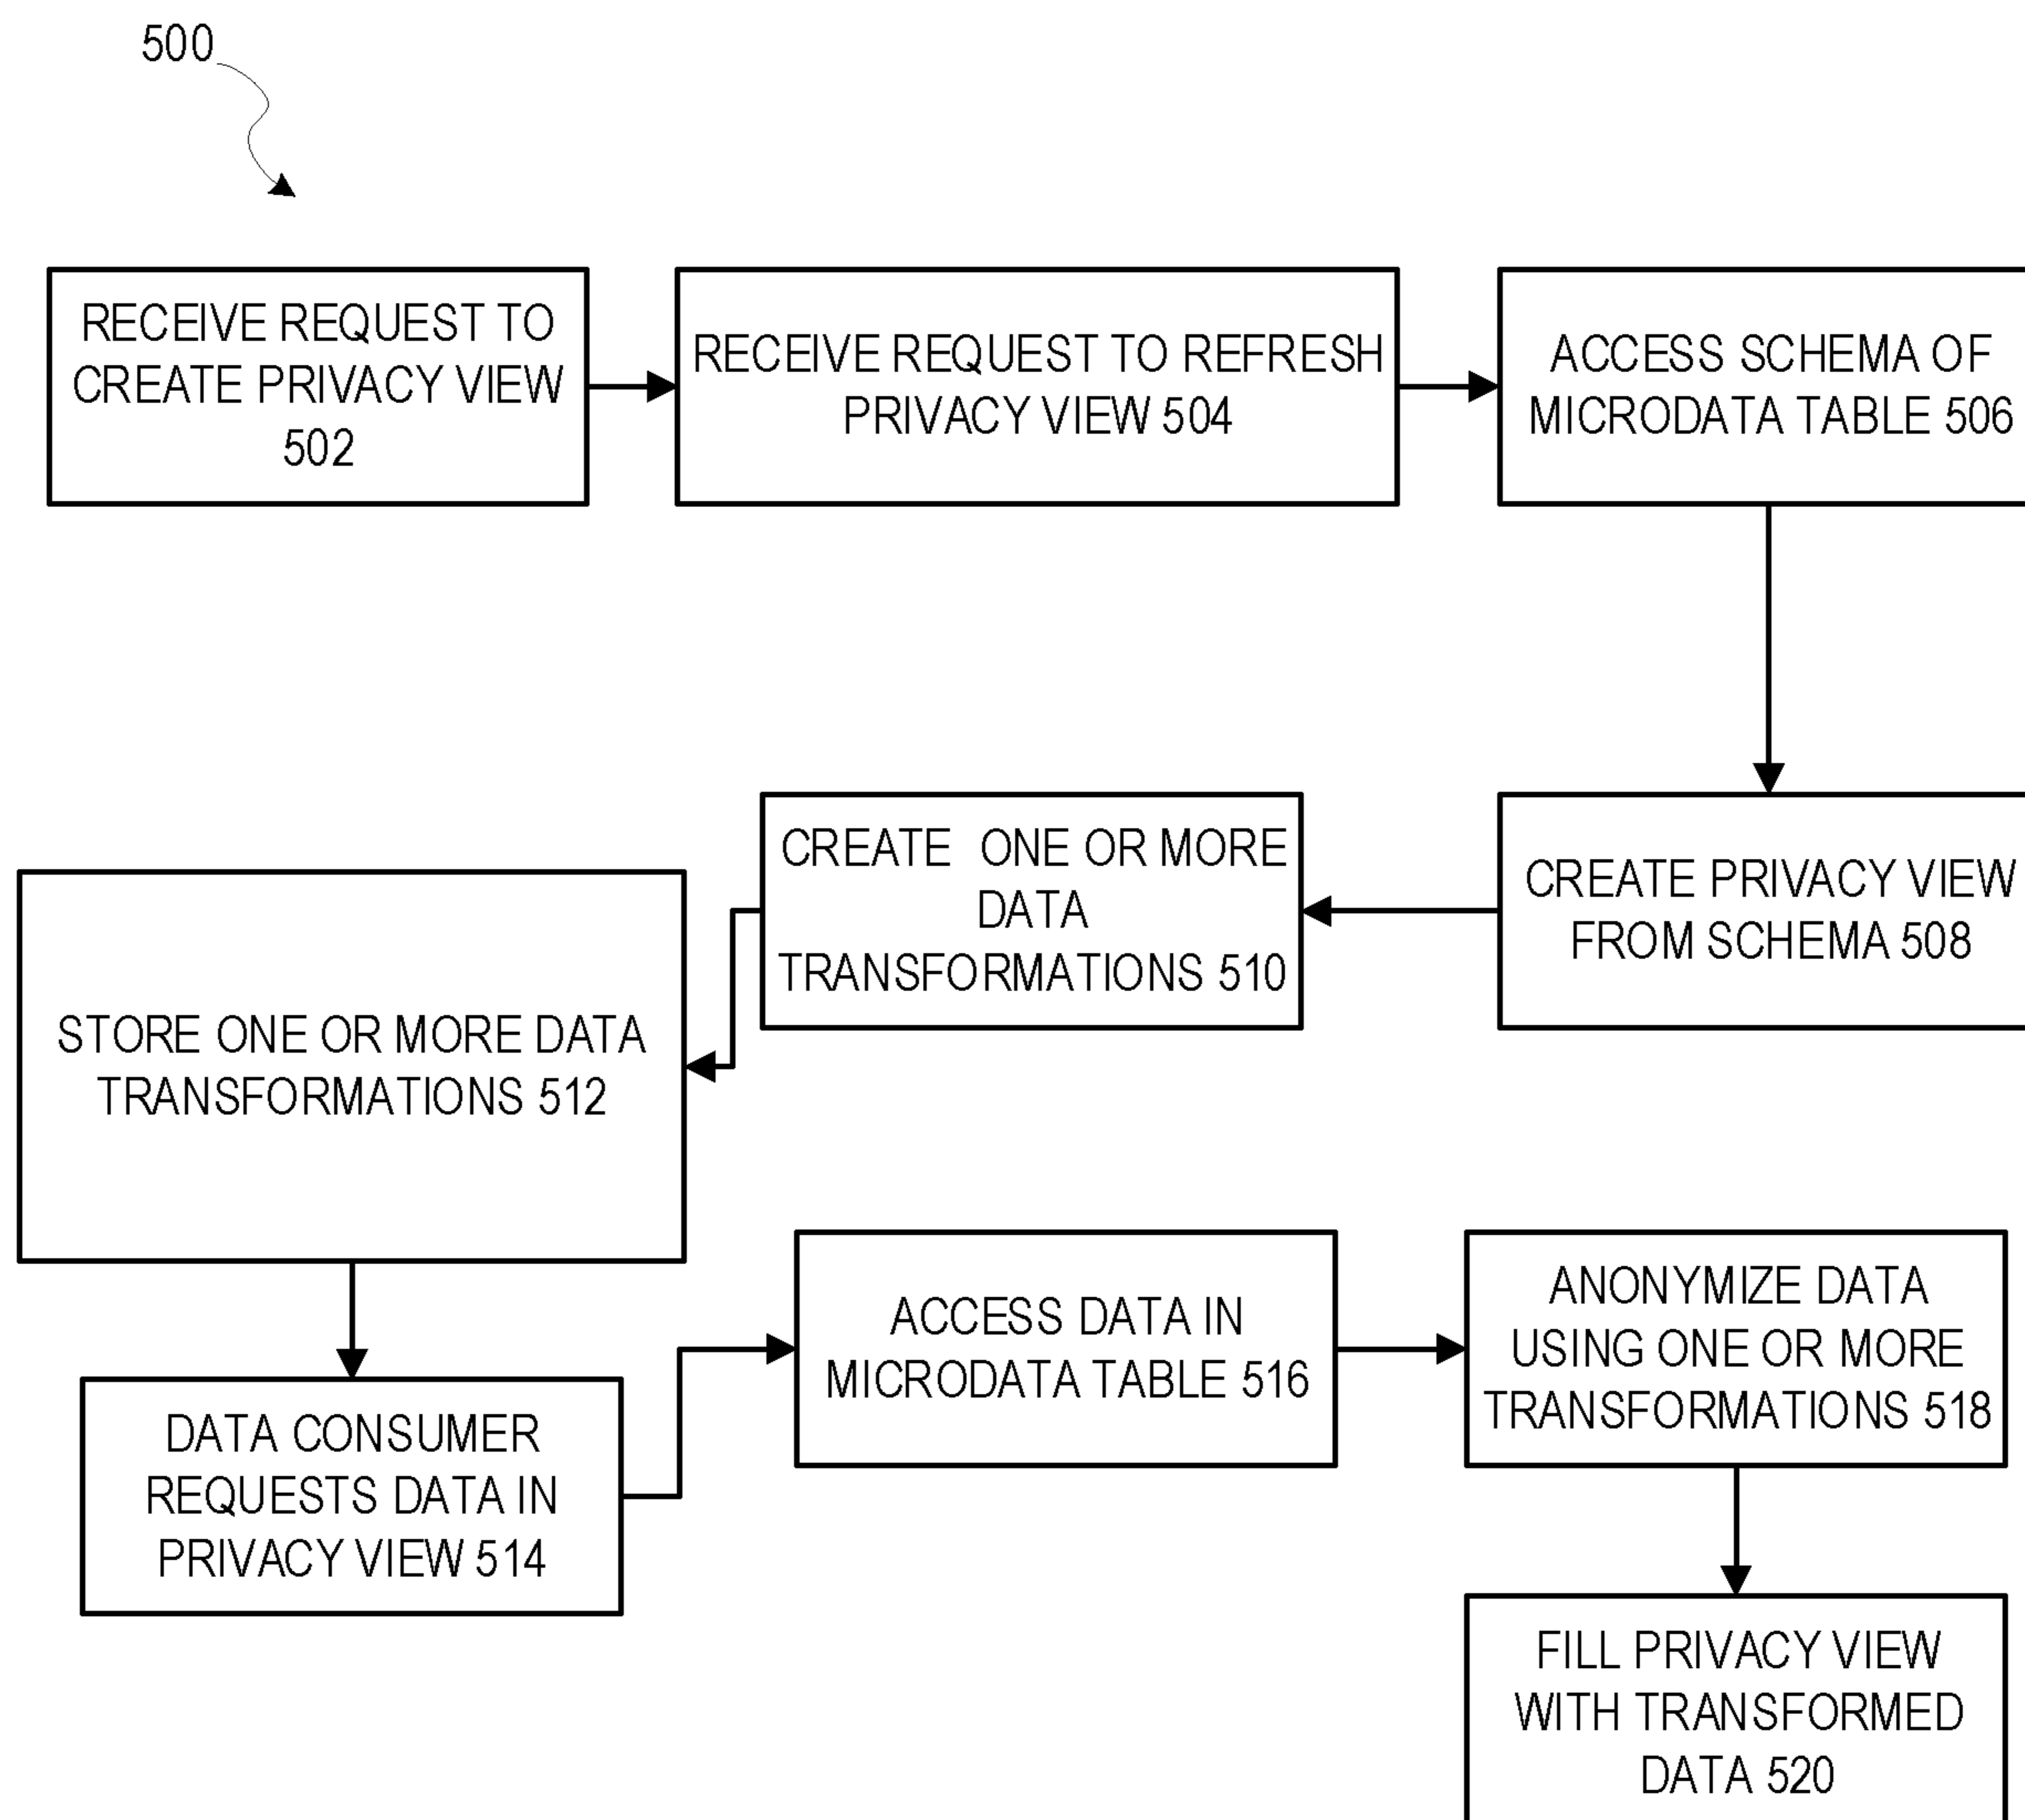 500
RECEIVE REQUEST TO
CREATE PRIVACY VIEW
502
RECEIVE REQUEST TO REFRESH
PRIVACY VIEW 504
ACCESS SCHEMA OF
MICRODATA TABLE 506
CREATE PRIVACY VIEW
FROM SCHEMA 508
CREATE ONE OR MORE
DATA
TRANSFORMATIONS 510
STORE ONE OR MORE DATA
TRANSFORMATIONS 512
DATA CONSUMER
REQUESTS DATA IN
PRIVACY VIEW 514
ACCESS DATA IN
MICRODATA TABLE 516
ANONYMIZE DATA
USING ONE OR MORE
TRANSFORMATIONS 518
FILL PRIVACY VIEW
WITH TRANSFORMED
DATA 520